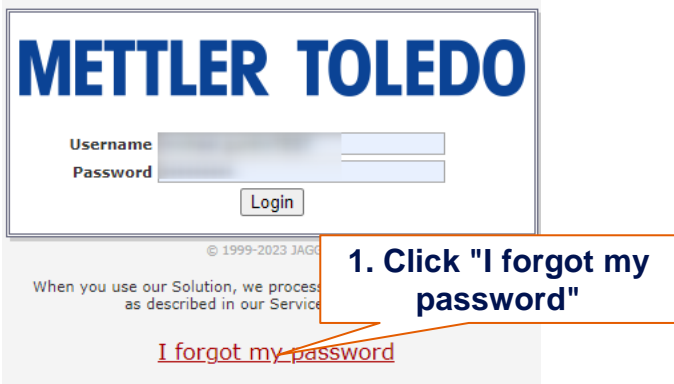 METTLER TOLEDO
Username
Password
Login
© 1999-2023
1. Click "I forgot my
password"
When you use our Solution, we process
as described in our Service
I forgot my password